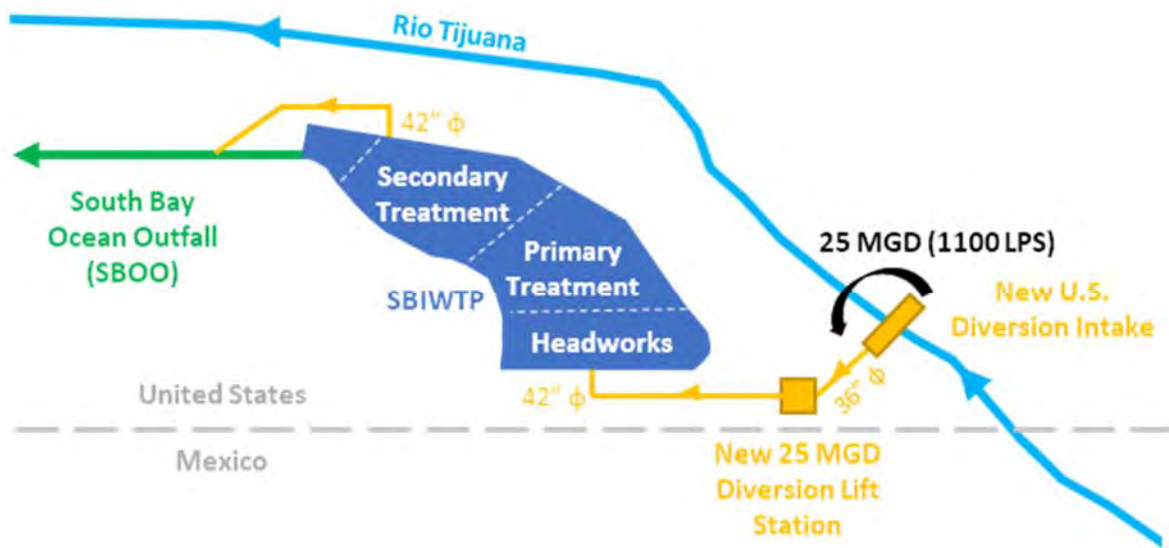 Rio Tijuana
42" ϕ
Secondary
Treatment
South Bay
Ocean Outfall
(SBOO)
Primary
Treatment
SBIWTP
25 MGD (1100 LPS)
New U.S.
Diversion Intake
Headworks
36" ϕ
42" ϕ
United States
Mexico
New 25 MGD
Diversion Lift
Station